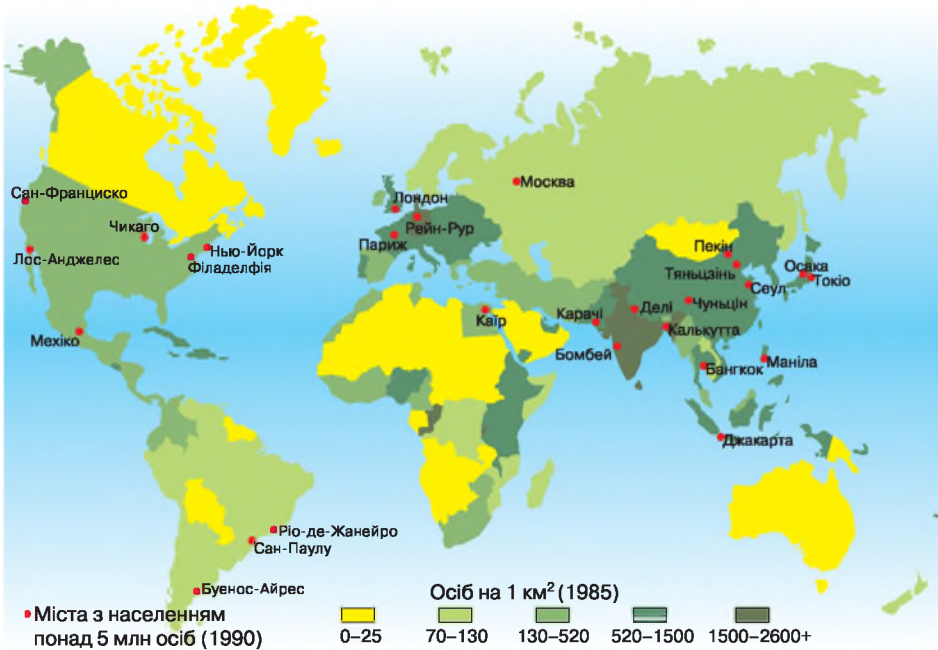 Москва
Сан-Франциско
Лондон
Чикаго
Рейн-Рур
Нью-Йорк
Париж
Пекін
Лос-Анджелес
Філаделфія
Тяньцзінь
Осака
Токіо
Сеул
Карачі
Делі
Чуньцін
Каїр
Мехіко
Калькутта
Бомбей
Маніла
Бангкок
Джакарта
Ріо-де-Жанейро
Сан-Паулу
Буенос-Айрес
Осіб на 1 км² (1985)
Міста з населенням
понад 5 млн осіб (1990)
0–25
70–130
130–520
520–1500
1500–2600+